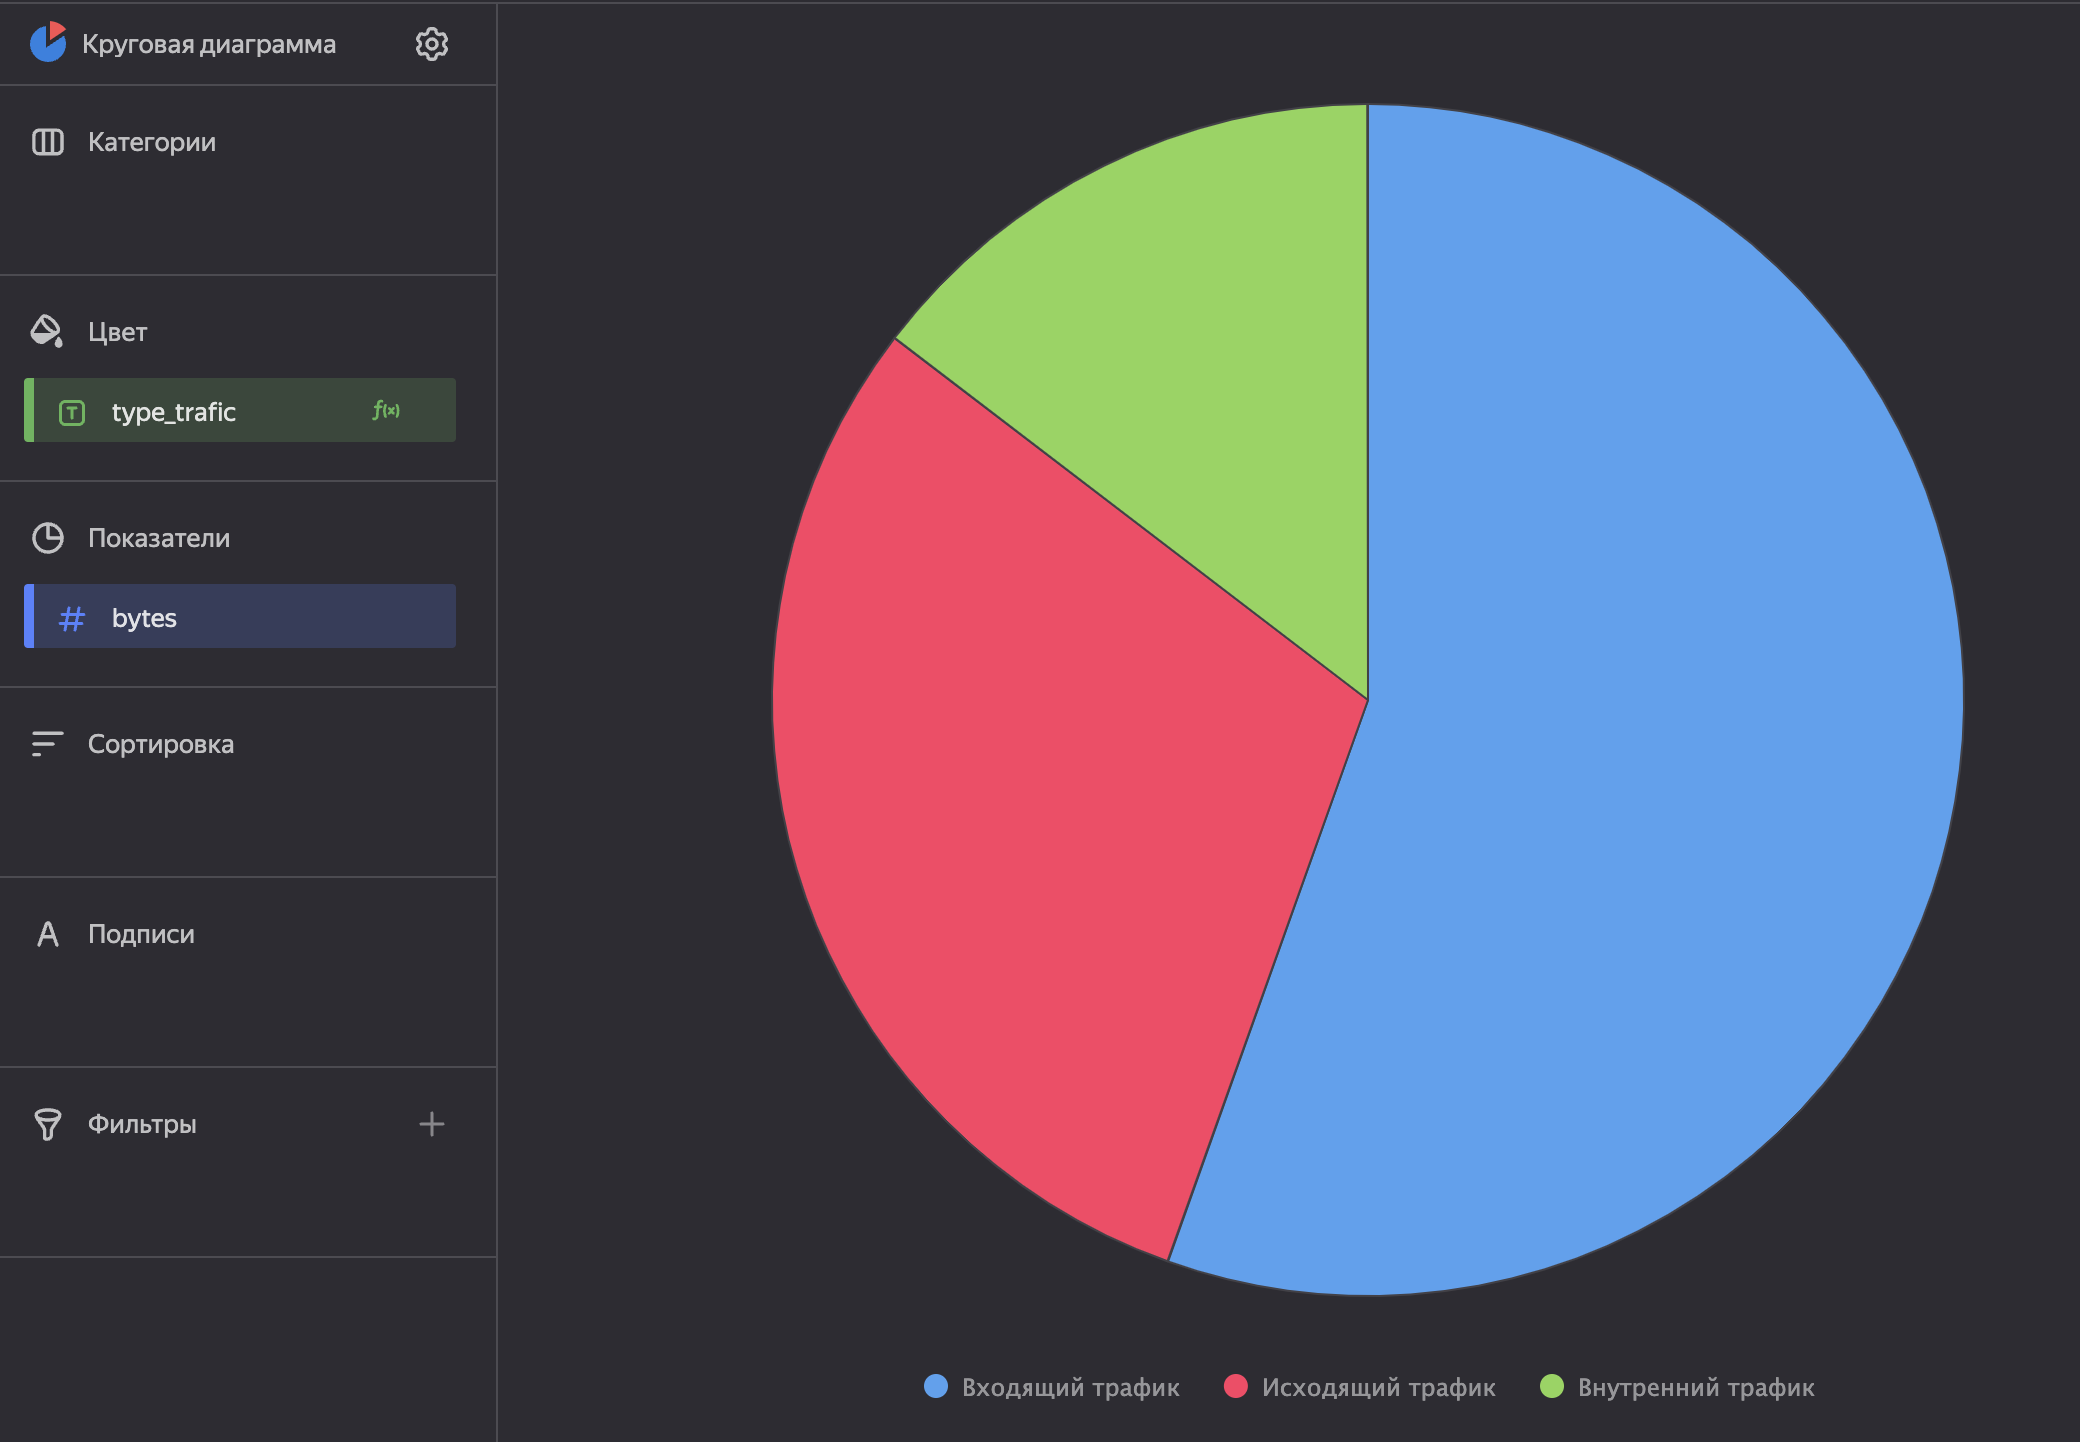 Круговая диаграмма
Категории
Цвет
type_trafic ƒ(x)
Показатели
# bytes
Сортировка
Подписи
Фильтры
Входящий трафик Исходящий трафик Внутренний трафик